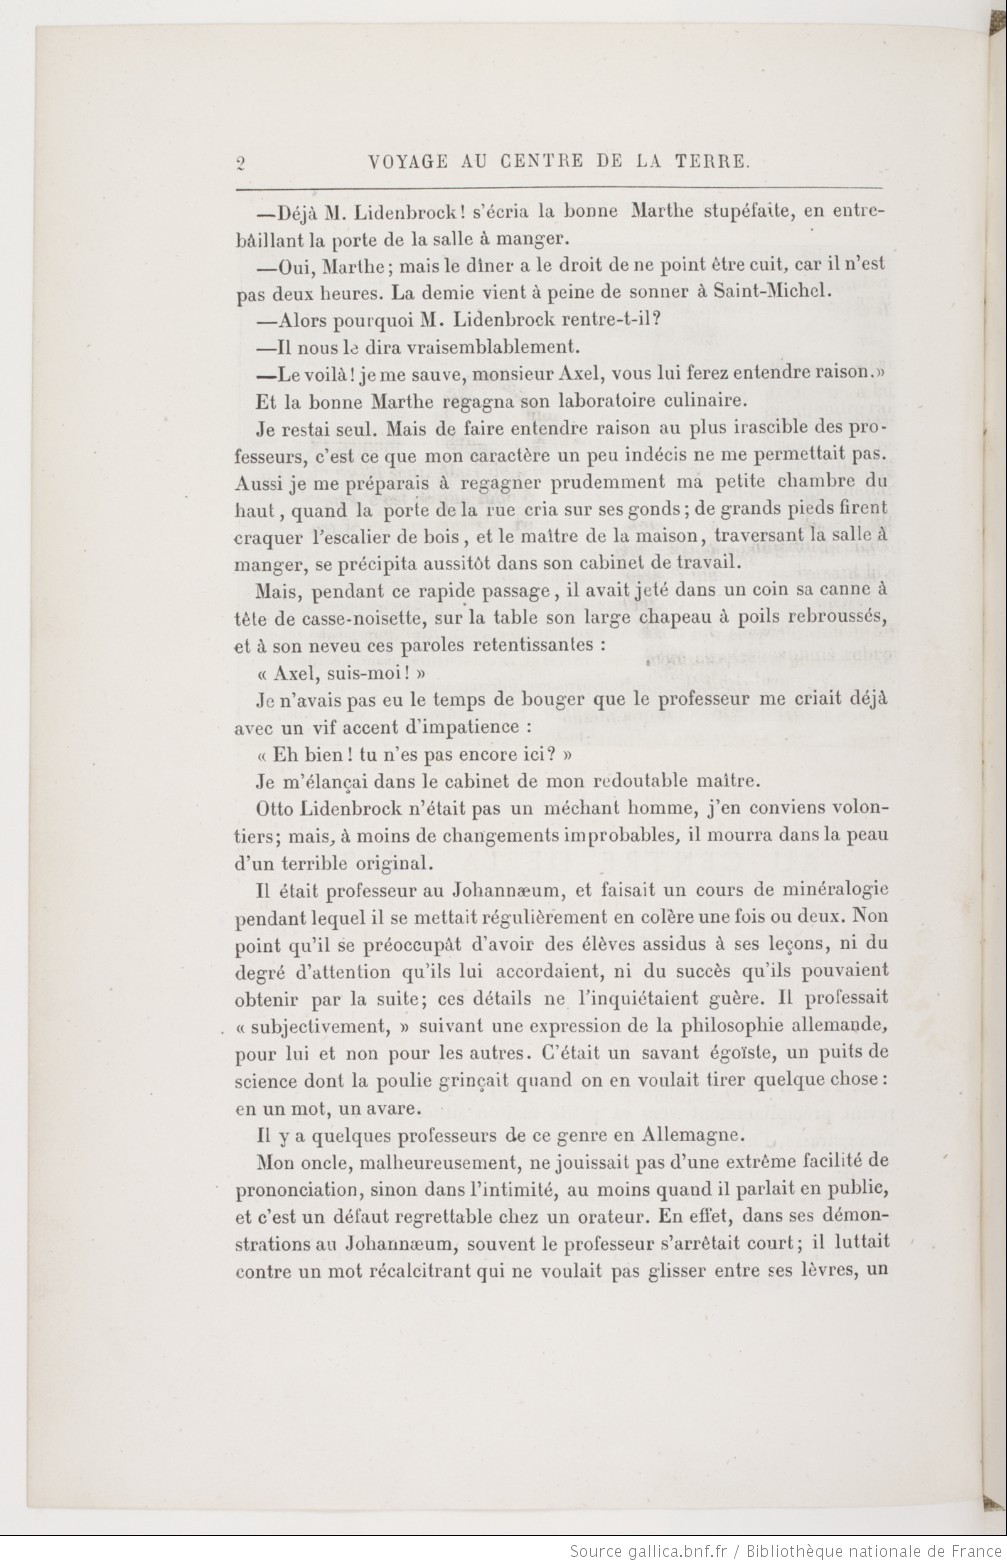 2 VOYAGE AU CENTRE DE LA TERRE.
—Déjà M. Lidenbrock! s'écria la bonne Marthe stupéfaite, en entre-
bâillant la porte de la salle à manger.
—Oui, Marthe; mais le dîner a le droit de ne point être cuit, car il n'est
pas deux heures. La demie vient à peine de sonner à Saint-Michel.
—Alors pourquoi M. Lidenbrock rentre-t-il?
—Il nous le dira vraisemblablement.
—Le voilà! je me sauve, monsieur Axel, vous lui ferez entendre raison.»
Et la bonne Marthe regagna son laboratoire culinaire.
Je restai seul. Mais de faire entendre raison au plus irascible des pro-
fesseurs, c'est ce que mon caractère un peu indécis ne me permettait pas.
Aussi je me préparais à regagner prudemment ma petite chambre du
haut, quand la porte de la rue cria sur ses gonds; de grands pieds firent
craquer l'escalier de bois, et le maître de la maison, traversant la salle à
manger, se précipita aussitôt dans son cabinet de travail.
Mais, pendant ce rapide passage, il avait jeté dans un coin sa canne à
tête de casse-noisette, sur la table son large chapeau à poils rebroussés,
et à son neveu ces paroles retentissantes :
« Axel, suis-moi! »
Je n'avais pas eu le temps de bouger que le professeur me criait déjà
avec un vif accent d'impatience :
« Eh bien! tu n'es pas encore ici? »
Je m'élançai dans le cabinet de mon redoutable maître.
Otto Lidenbrock n'était pas un méchant homme, j'en conviens volon-
tiers; mais, à moins de changements improbables, il mourra dans la peau
d'un terrible original.
Il était professeur au Johannæum, et faisait un cours de minéralogie
pendant lequel il se mettait régulièrement en colère une fois ou deux. Non
point qu'il se préoccupât d'avoir des élèves assidus à ses leçons, ni du
degré d'attention qu'ils lui accordaient, ni du succès qu'ils pouvaient
obtenir par la suite; ces détails ne l'inquiétaient guère. Il professait
« subjectivement, » suivant une expression de la philosophie allemande,
pour lui et non pour les autres. C'était un savant égoïste, un puits de
science dont la poulie grinçait quand on en voulait tirer quelque chose :
en un mot, un avare.
Il y a quelques professeurs de ce genre en Allemagne.
Mon oncle, malheureusement, ne jouissait pas d'une extrême facilité de
prononciation, sinon dans l'intimité, au moins quand il parlait en public,
et c'est un défaut regrettable chez un orateur. En effet, dans ses démon-
strations au Johannæum, souvent le professeur s'arrêtait court; il luttait
contre un mot récalcitrant qui ne voulait pas glisser entre ses lèvres, un
Source gallica.bnf.fr / Bibliothèque nationale de France